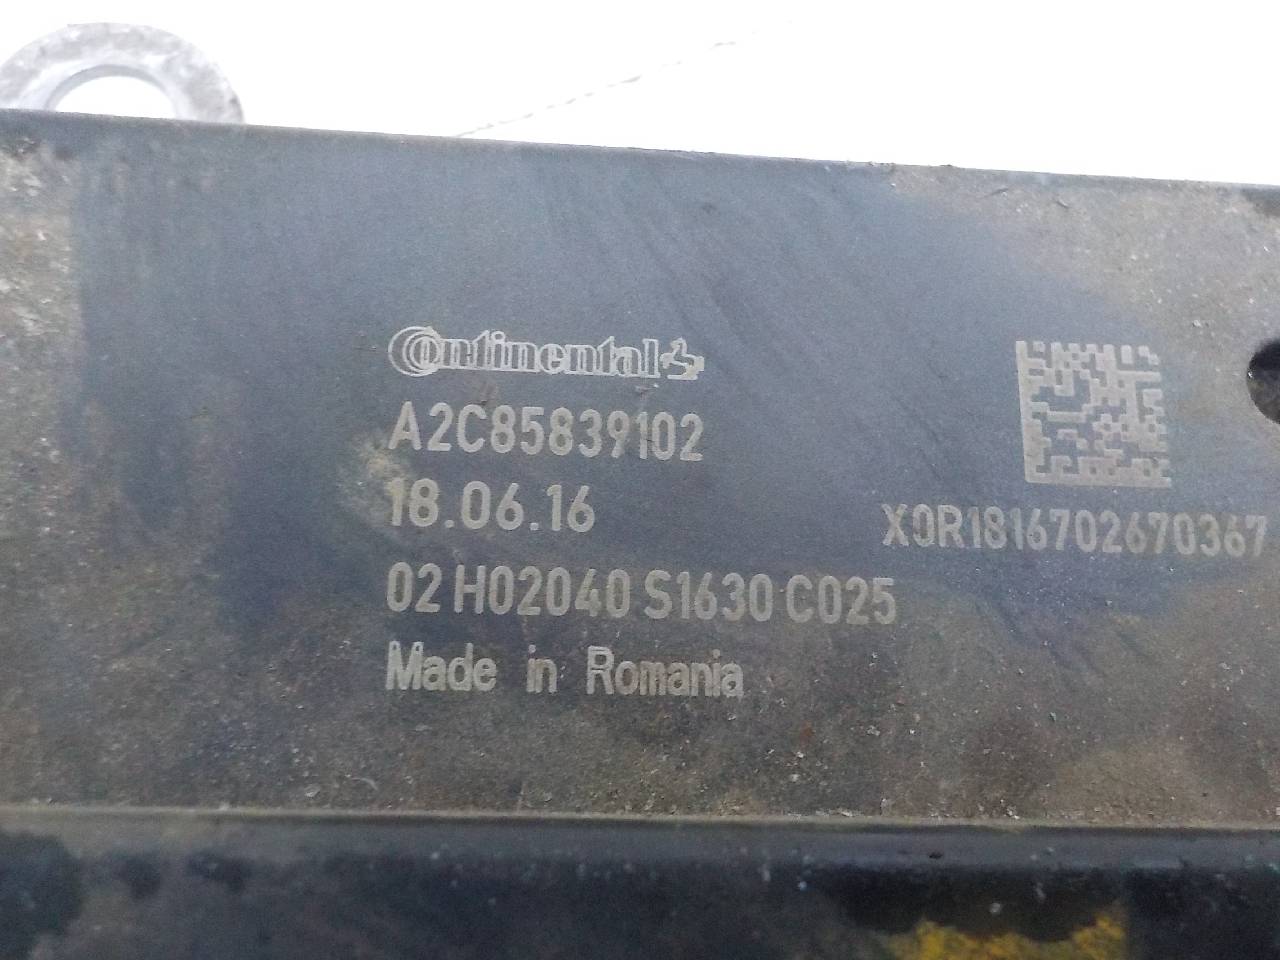 Continental
A2C85839102
18.06.16
X0R1816702670367
02 H02040 S1630 C025
Made in Romania